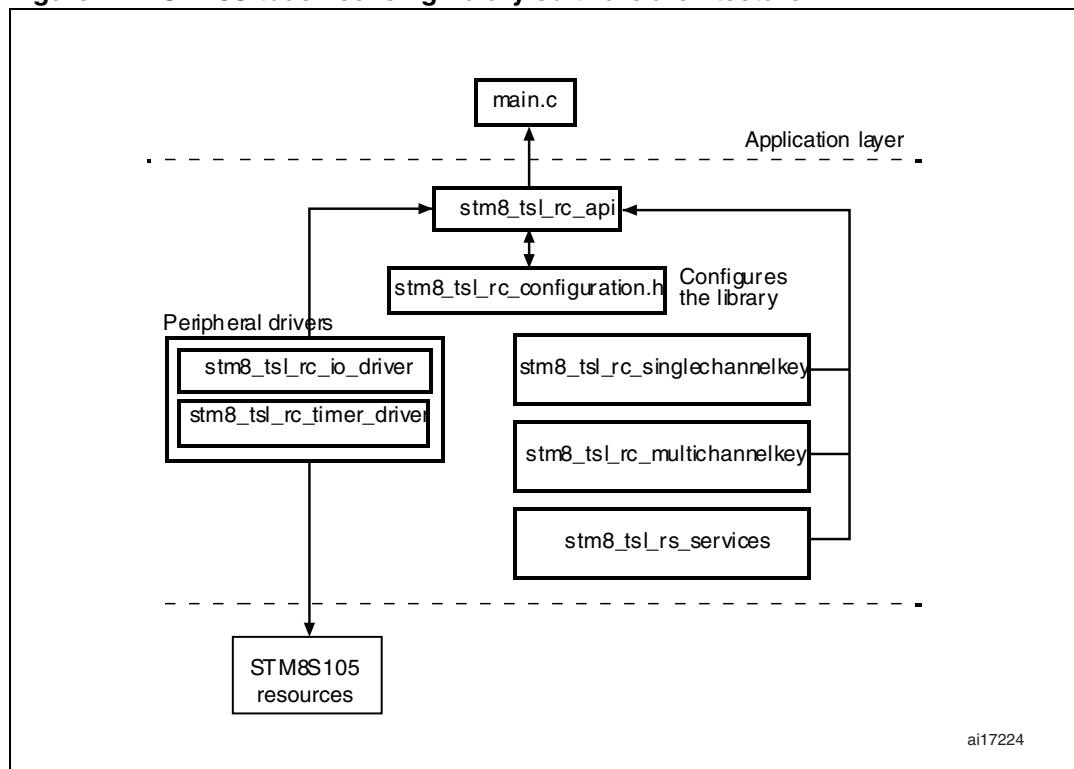 main.c
Application layer
stm8_tsl_rc_api
stm8_tsl_rc_configuration.h
Configures
the library
Peripheral drivers
stm8_tsl_rc_io_driver
stm8_tsl_rc_timer_driver
stm8_tsl_rc_singlechannelkey
stm8_tsl_rc_multichannelkey
stm8_tsl_rs_services
STM8S105
resources
ai17224